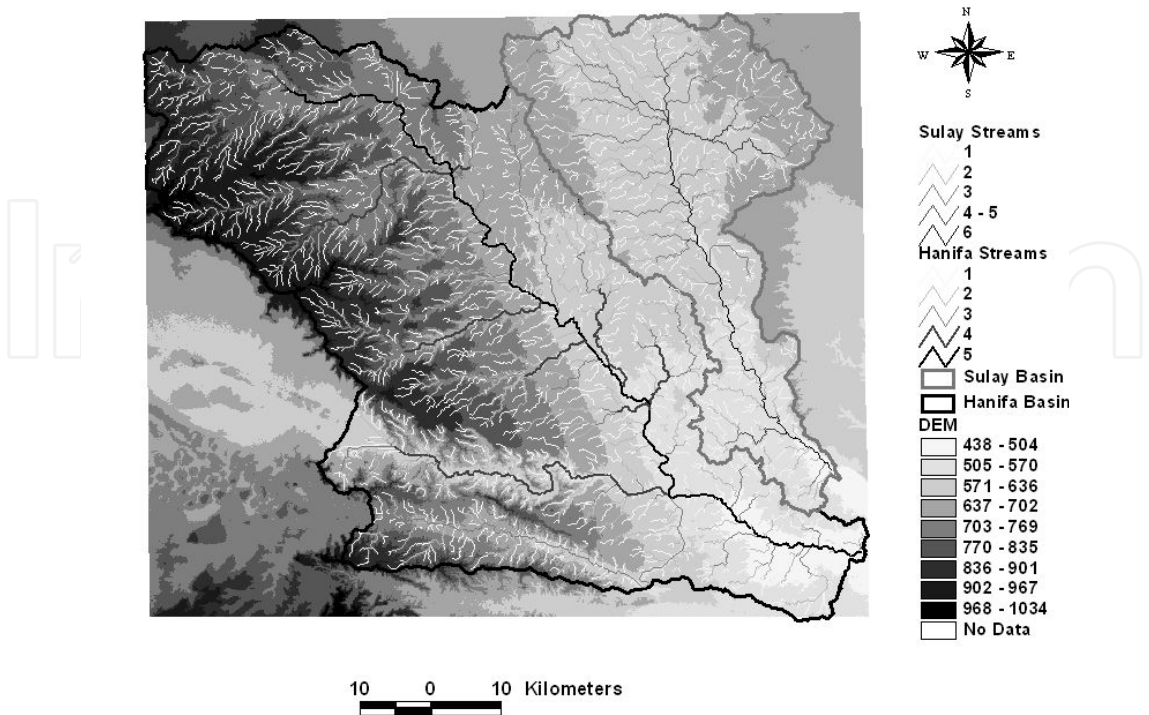 N
W E
S
Sulay Streams
1
2
3
4 - 5
6
Hanifa Streams
1
2
3
4
5
Sulay Basin
Hanifa Basin
DEM
438 - 504
505 - 570
571 - 636
637 - 702
703 - 769
770 - 835
836 - 901
902 - 967
968 - 1034
No Data
10 0 10 Kilometers